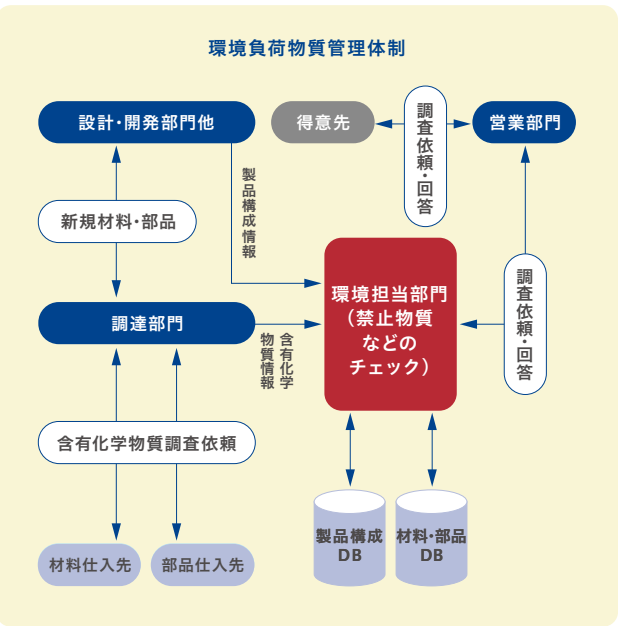 環境負荷物質管理体制
設計・開発部門他
得意先
調査依頼・回答
営業部門
製品構成情報
新規材料・部品
環境担当部門
（禁止物質
などの
チェック）
調査依頼・回答
調達部門
含有化学
物質情報
含有化学物質調査依頼
製品構成
DB
材料・部品
DB
材料仕入先
部品仕入先